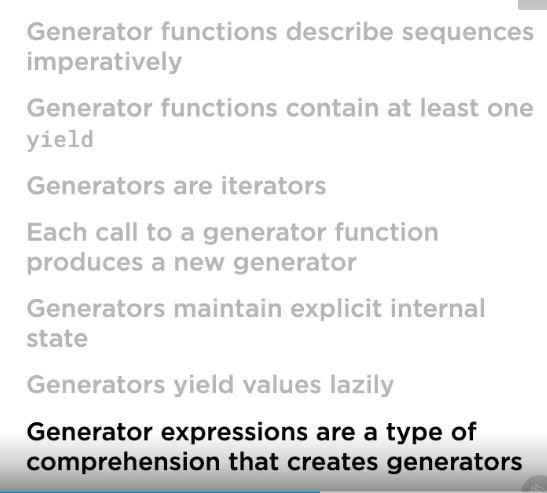 Generator functions describe sequences
imperatively
Generator functions contain at least one
yield
Generators are iterators
Each call to a generator function
produces a new generator
Generators maintain explicit internal
state
Generators yield values lazily
Generator expressions are a type of
comprehension that creates generators